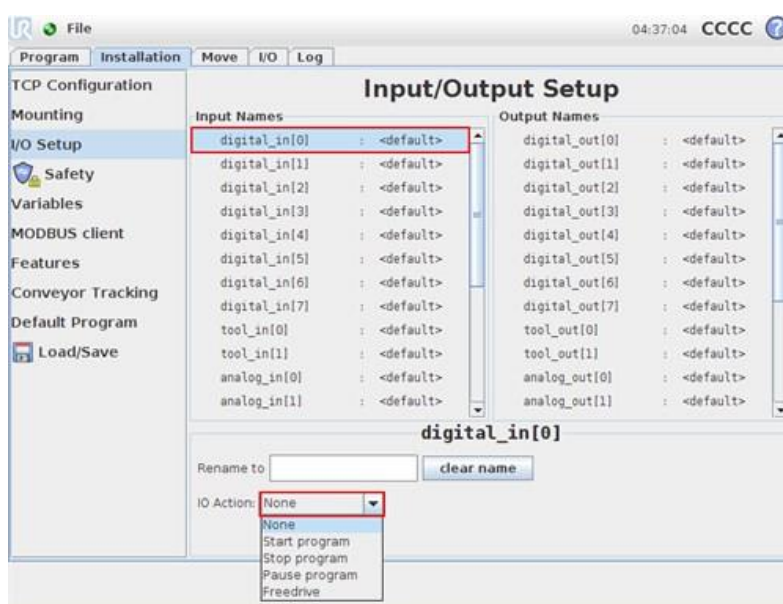 UR File 04:37:04 CCCC ?
Program Installation Move I/O Log
TCP Configuration
Mounting
I/O Setup
Safety
Variables
MODBUS client
Features
Conveyor Tracking
Default Program
Load/Save
Input/Output Setup
Input Names
digital_in[0] : <default>
digital_in[1] : <default>
digital_in[2] : <default>
digital_in[3] : <default>
digital_in[4] : <default>
digital_in[5] : <default>
digital_in[6] : <default>
digital_in[7] : <default>
tool_in[0] : <default>
tool_in[1] : <default>
analog_in[0] : <default>
analog_in[1] : <default>
Output Names
digital_out[0] : <default>
digital_out[1] : <default>
digital_out[2] : <default>
digital_out[3] : <default>
digital_out[4] : <default>
digital_out[5] : <default>
digital_out[6] : <default>
digital_out[7] : <default>
tool_out[0] : <default>
tool_out[1] : <default>
analog_out[0] : <default>
analog_out[1] : <default>
digital_in[0]
Rename to clear name
IO Action: None
None
Start program
Stop program
Pause program
Freedrive